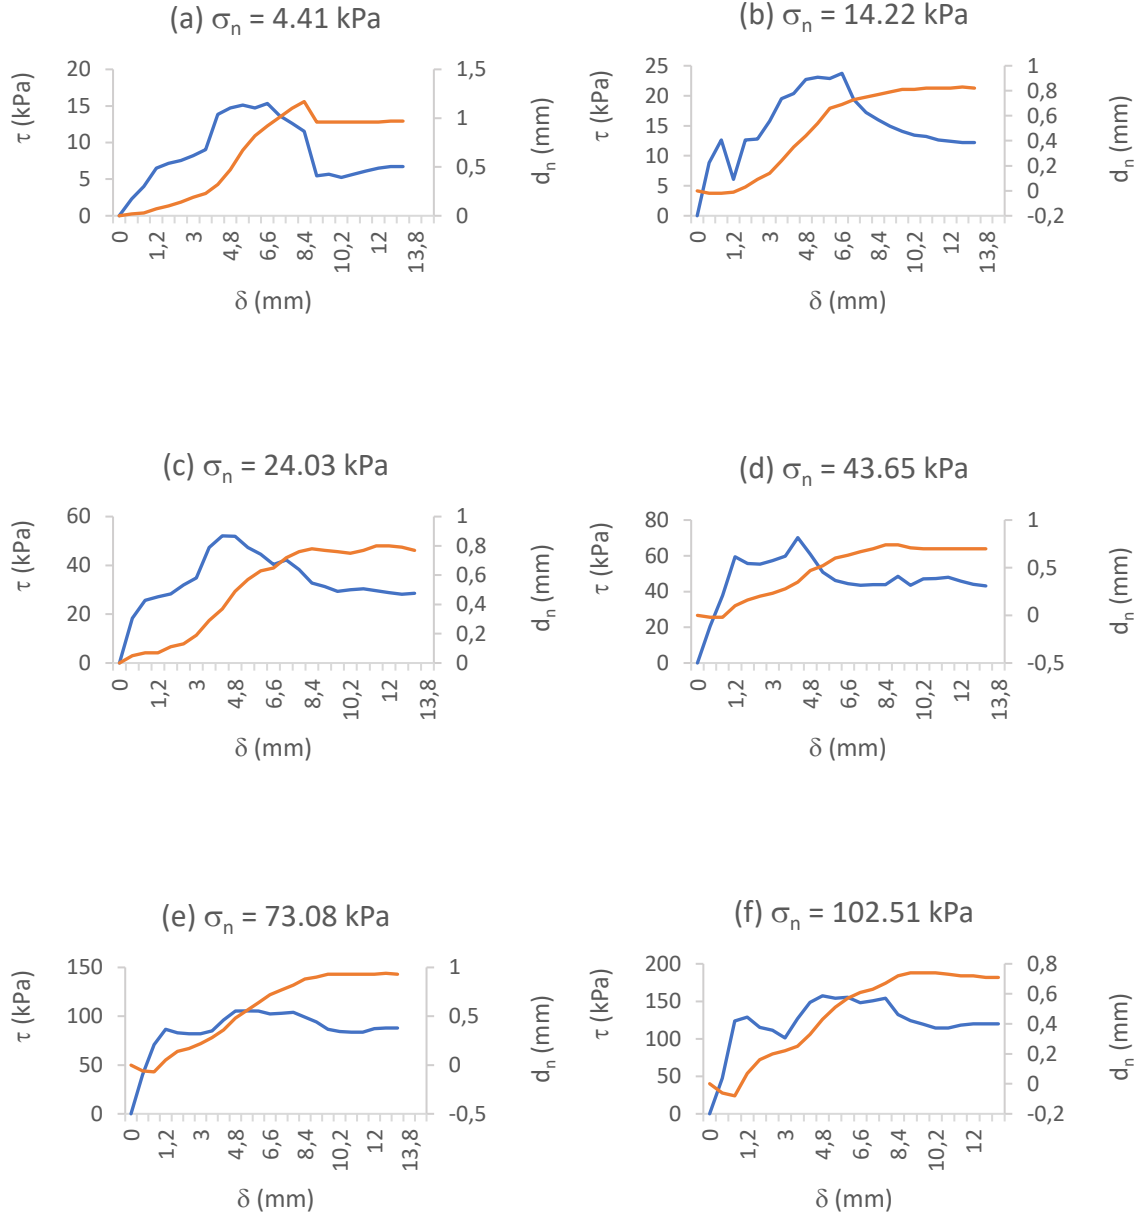 (a) σn = 4.41 kPa
(b) σn = 14.22 kPa
τ (kPa)
20
15
10
5
0
1,5
1
0,5
0
dn (mm)
0 1,2 3 4,8 6,6 8,4 10,2 12 13,8
δ (mm)
τ (kPa)
25
20
15
10
5
0
1
0,8
0,6
0,4
0,2
0
-0,2
dn (mm)
0 1,2 3 4,8 6,6 8,4 10,2 12 13,8
δ (mm)
(c) σn = 24.03 kPa
(d) σn = 43.65 kPa
τ (kPa)
60
40
20
0
1
0,8
0,6
0,4
0,2
0
dn (mm)
0 1,2 3 4,8 6,6 8,4 10,2 12 13,8
δ (mm)
τ (kPa)
80
60
40
20
0
1
0,5
0
-0,5
dn (mm)
0 1,2 3 4,8 6,6 8,4 10,2 12 13,8
δ (mm)
(e) σn = 73.08 kPa
(f) σn = 102.51 kPa
τ (kPa)
150
100
50
0
1
0,5
0
-0,5
dn (mm)
0 1,2 3 4,8 6,6 8,4 10,2 12 13,8
δ (mm)
τ (kPa)
200
150
100
50
0
0,8
0,6
0,4
0,2
0
-0,2
dn (mm)
0 1,2 3 4,8 6,6 8,4 10,2 12
δ (mm)